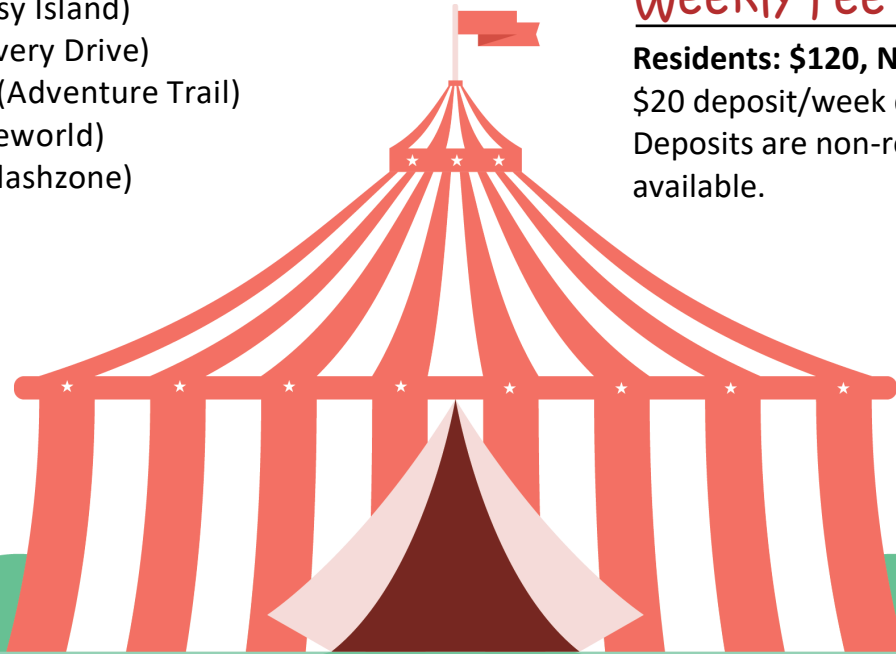 sy Island)
very Drive)
(Adventure Trail)
eworld)
lashzone)
Weekly Fee
Residents: $120, N
$20 deposit/week
Deposits are non-re
available.